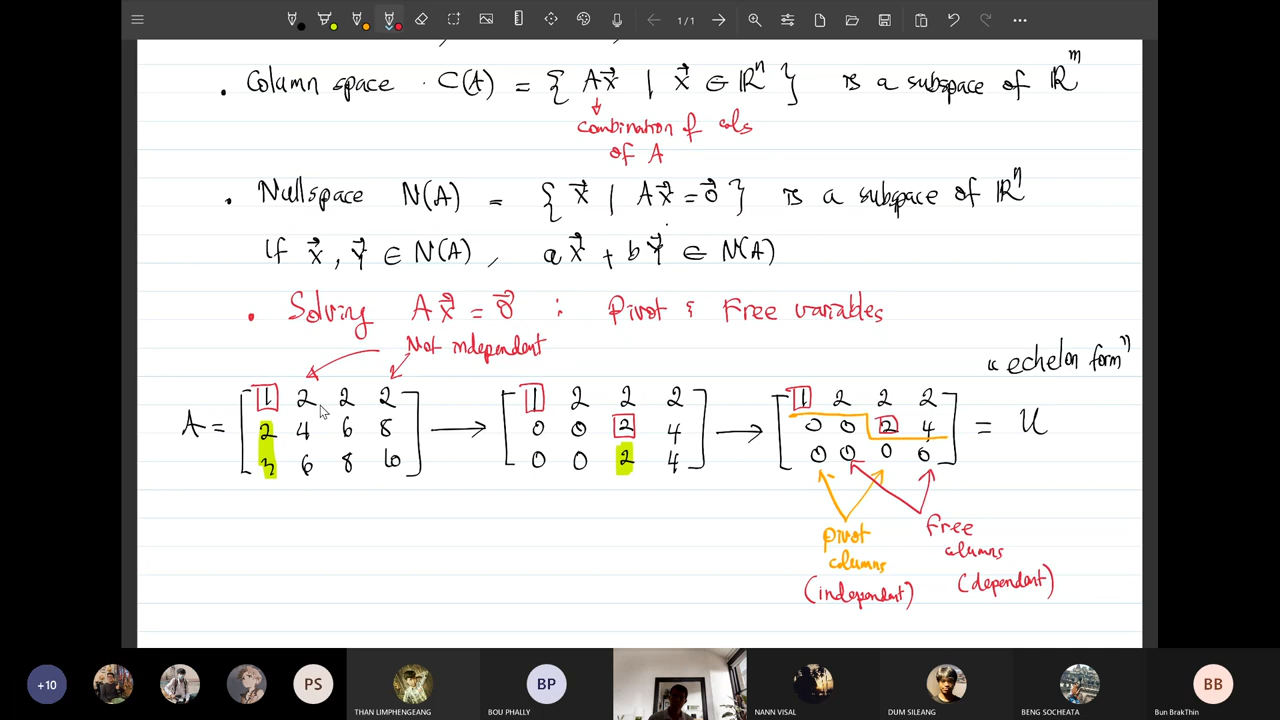 1/1
. Column space . C(A) = { Ax⃗ | x⃗ ∈ ℝⁿ } is a subspace of ℝᵐ
combination of cols
of A
. Nullspace N(A) = { x⃗ | Ax⃗ = 0⃗ } is a subspace of ℝⁿ
If x⃗, y⃗ ∈ N(A), a x⃗ + b y⃗ ∈ N(A)
. Solving Ax⃗ = 0⃗ : Pivot & Free variables
Not independent
"echelon form"
1 2 2 2 1 2 2 2 1 2 2 2
A = [ 2 4 6 8 ] → [ 0 0 2 4 ] → [ 0 0 2 4 ] = U
3 6 8 10 0 0 2 4 0 0 0 0
pivot
columns
(independent)
Free
columns
(dependent)
+10
PS
BP
BB
THAN LIMPHENGEANG
BOU PHALLY
NANN VISAL
DUM SILEANG
BENG SOCHEATA
Bun BrakThin